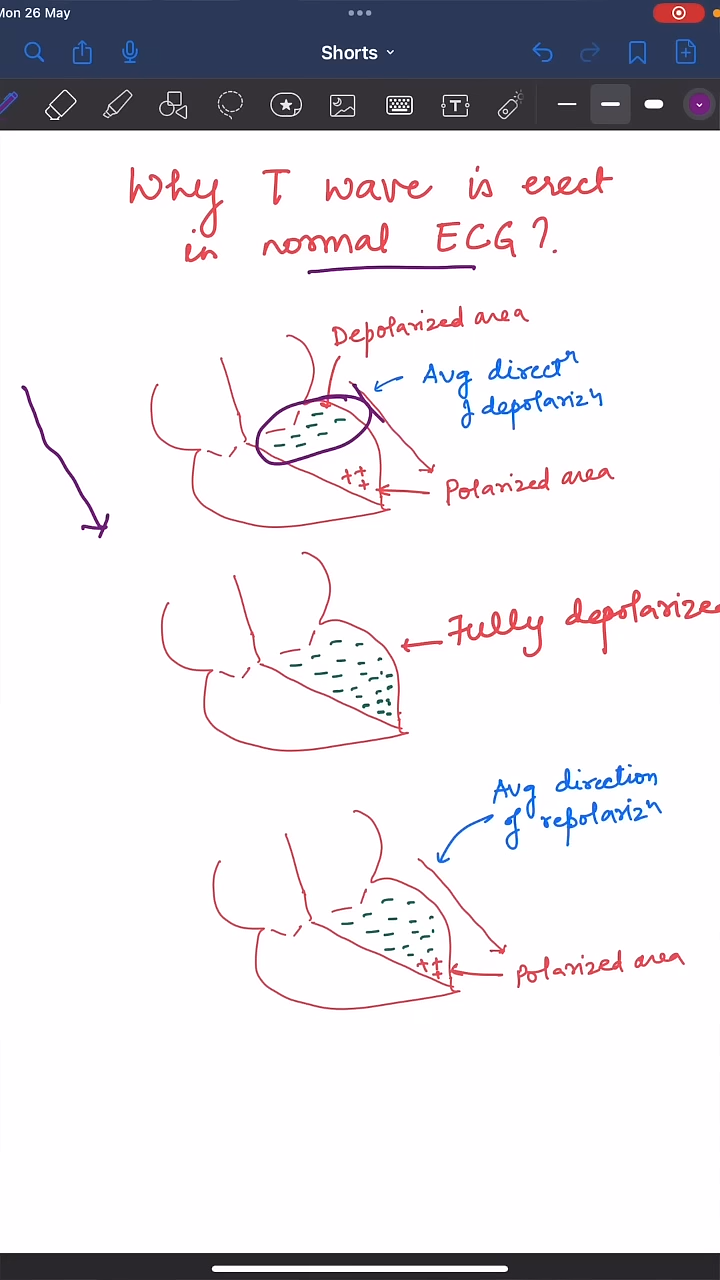 Mon 26 May
Shorts
Why T wave is erect
in normal ECG?
Depolarized area
Avg directⁿ
of depolarizⁿ
Polarized area
Fully depolarized
Avg direction
of repolarizⁿ
Polarized area